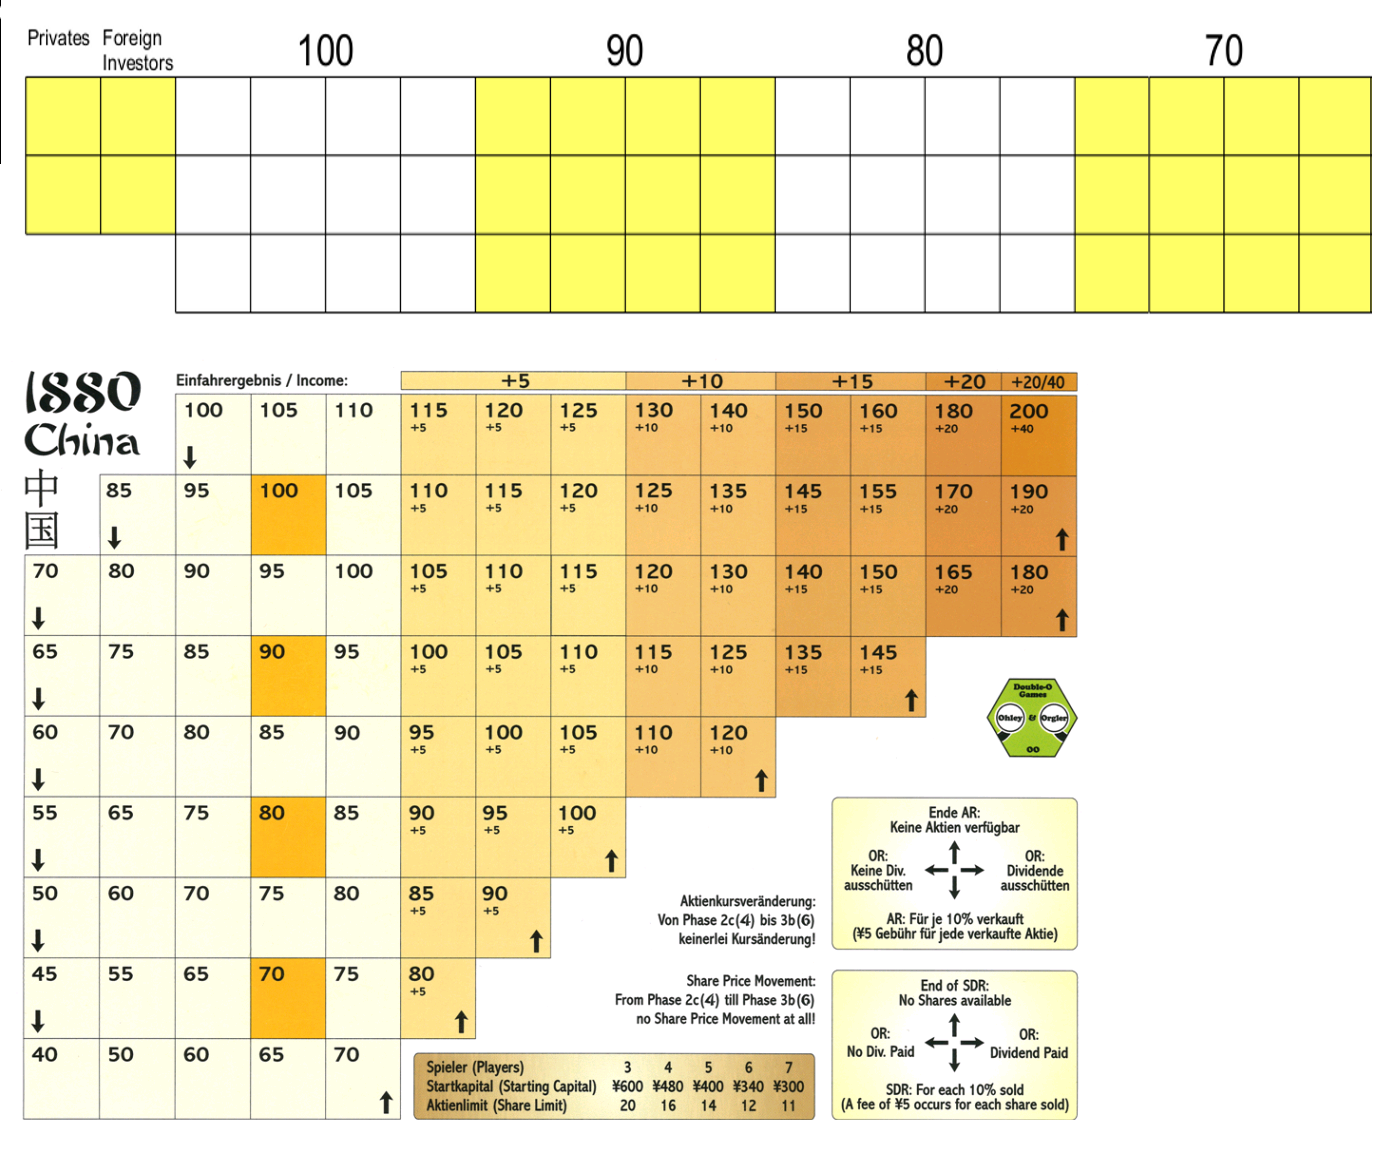 Privates Foreign Investors 100 90 80 70
1880
China
中
国
Einfahrergebnis / Income: +5 +10 +15 +20 +20/40
100 105 110 115 120 125 130 140 150 160 180 200
+5 +5 +5 +10 +10 +15 +15 +20 +40
85 95 100 105 110 115 120 125 135 145 155 170 190
+5 +5 +5 +10 +10 +15 +15 +20 +20
70 80 90 95 100 105 110 115 120 130 140 150 165 180
+5 +5 +5 +10 +10 +15 +15 +20 +20
65 75 85 90 95 100 105 110 115 125 135 145
+5 +5 +5 +10 +10 +15 +15
60 70 80 85 90 95 100 105 110 120
+5 +5 +5 +10 +10
55 65 75 80 85 90 95 100
+5 +5 +5
50 60 70 75 80 85 90
+5 +5
45 55 65 70 75 80
+5
40 50 60 65 70
Double-O
Games
Ohley & Orgler
OO
Ende AR:
Keine Aktien verfügbar
OR:
Keine Div.
ausschütten
OR:
Dividende
ausschütten
AR: Für je 10% verkauft
(¥5 Gebühr für jede verkaufte Aktie)
Aktienkursveränderung:
Von Phase 2c(4) bis 3b(6)
keinerlei Kursänderung!
Share Price Movement:
From Phase 2c(4) till Phase 3b(6)
no Share Price Movement at all!
End of SDR:
No Shares available
OR:
No Div. Paid
OR:
Dividend Paid
SDR: For each 10% sold
(A fee of ¥5 occurs for each share sold)
Spieler (Players) 3 4 5 6 7
Startkapital (Starting Capital) ¥600 ¥480 ¥400 ¥340 ¥300
Aktienlimit (Share Limit) 20 16 14 12 11